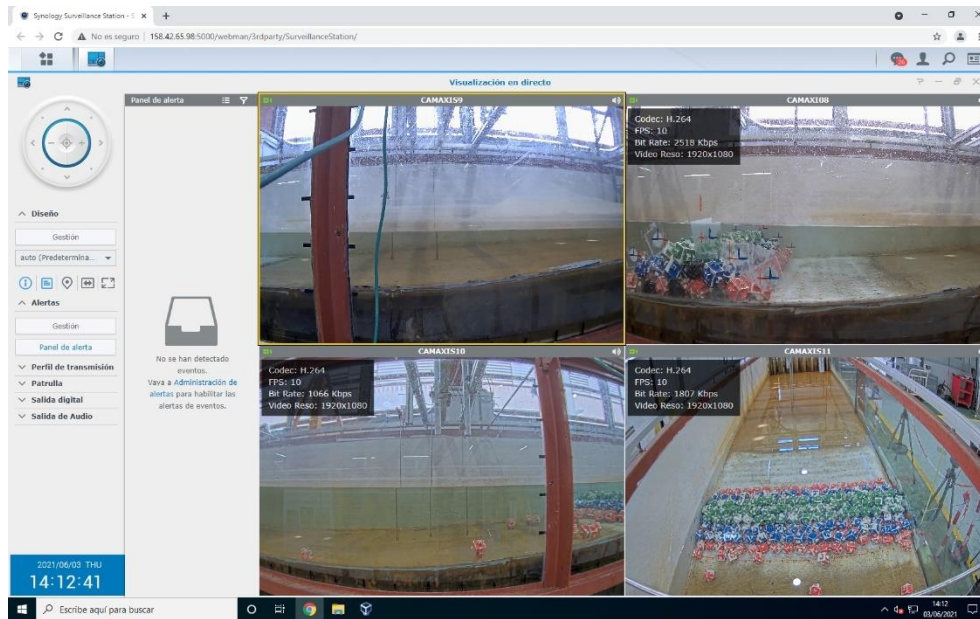 Synology Surveillance Station - S
No es seguro | 158.42.65.98:5000/webman/3rdparty/SurveillanceStation/
Visualización en directo
Panel de alerta
CAMAXIS9
CAMAXIS08
Codec: H.264
FPS: 10
Bit Rate: 2518 Kbps
Video Reso: 1920x1080
Diseño
Gestión
auto (Predetermina...
Alertas
Gestión
Panel de alerta
Perfil de transmisión
Patrulla
Salida digital
Salida de Audio
No se han detectado
eventos.
Vaya a Administración de
alertas para habilitar las
alertas de eventos.
CAMAXIS10
Codec: H.264
FPS: 10
Bit Rate: 1066 Kbps
Video Reso: 1920x1080
CAMAXIS11
Codec: H.264
FPS: 10
Bit Rate: 1807 Kbps
Video Reso: 1920x1080
2021/06/03 THU
14:12:41
Escribe aquí para buscar
14:12
03/06/2021